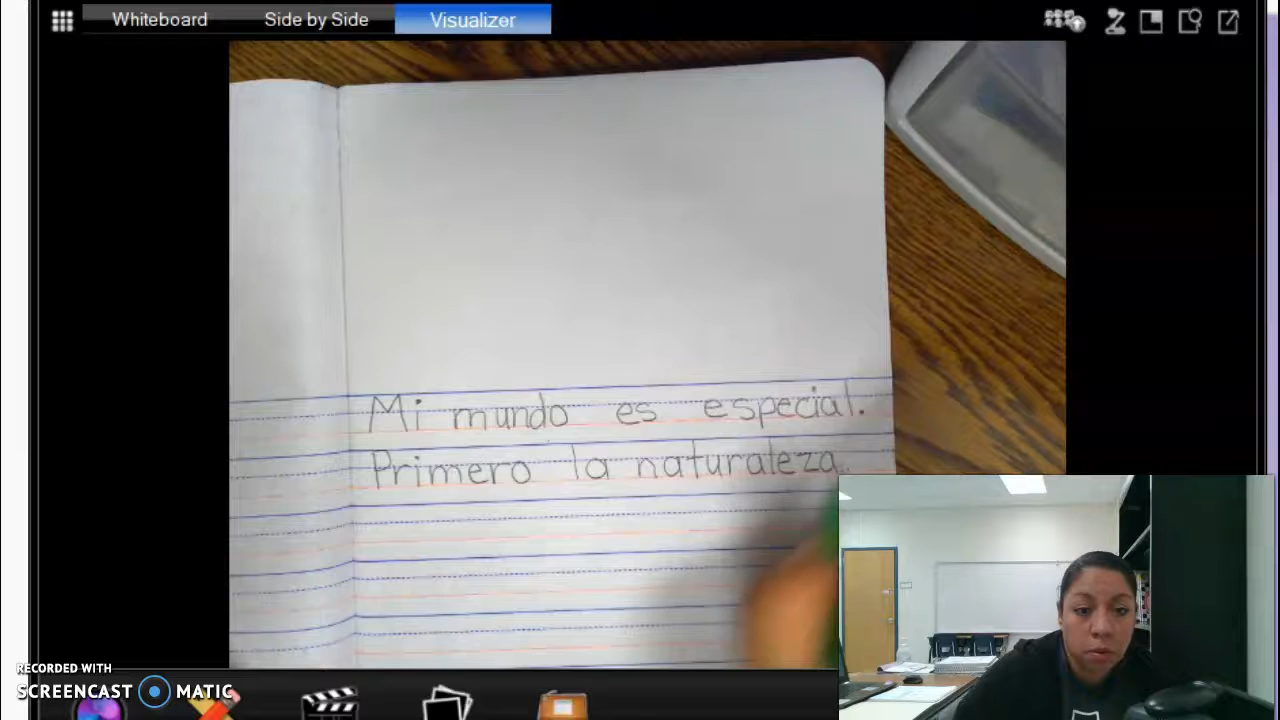 Whiteboard Side by Side Visualizer
Mi mundo es especial.
Primero la naturaleza
RECORDED WITH
SCREENCAST MATIC